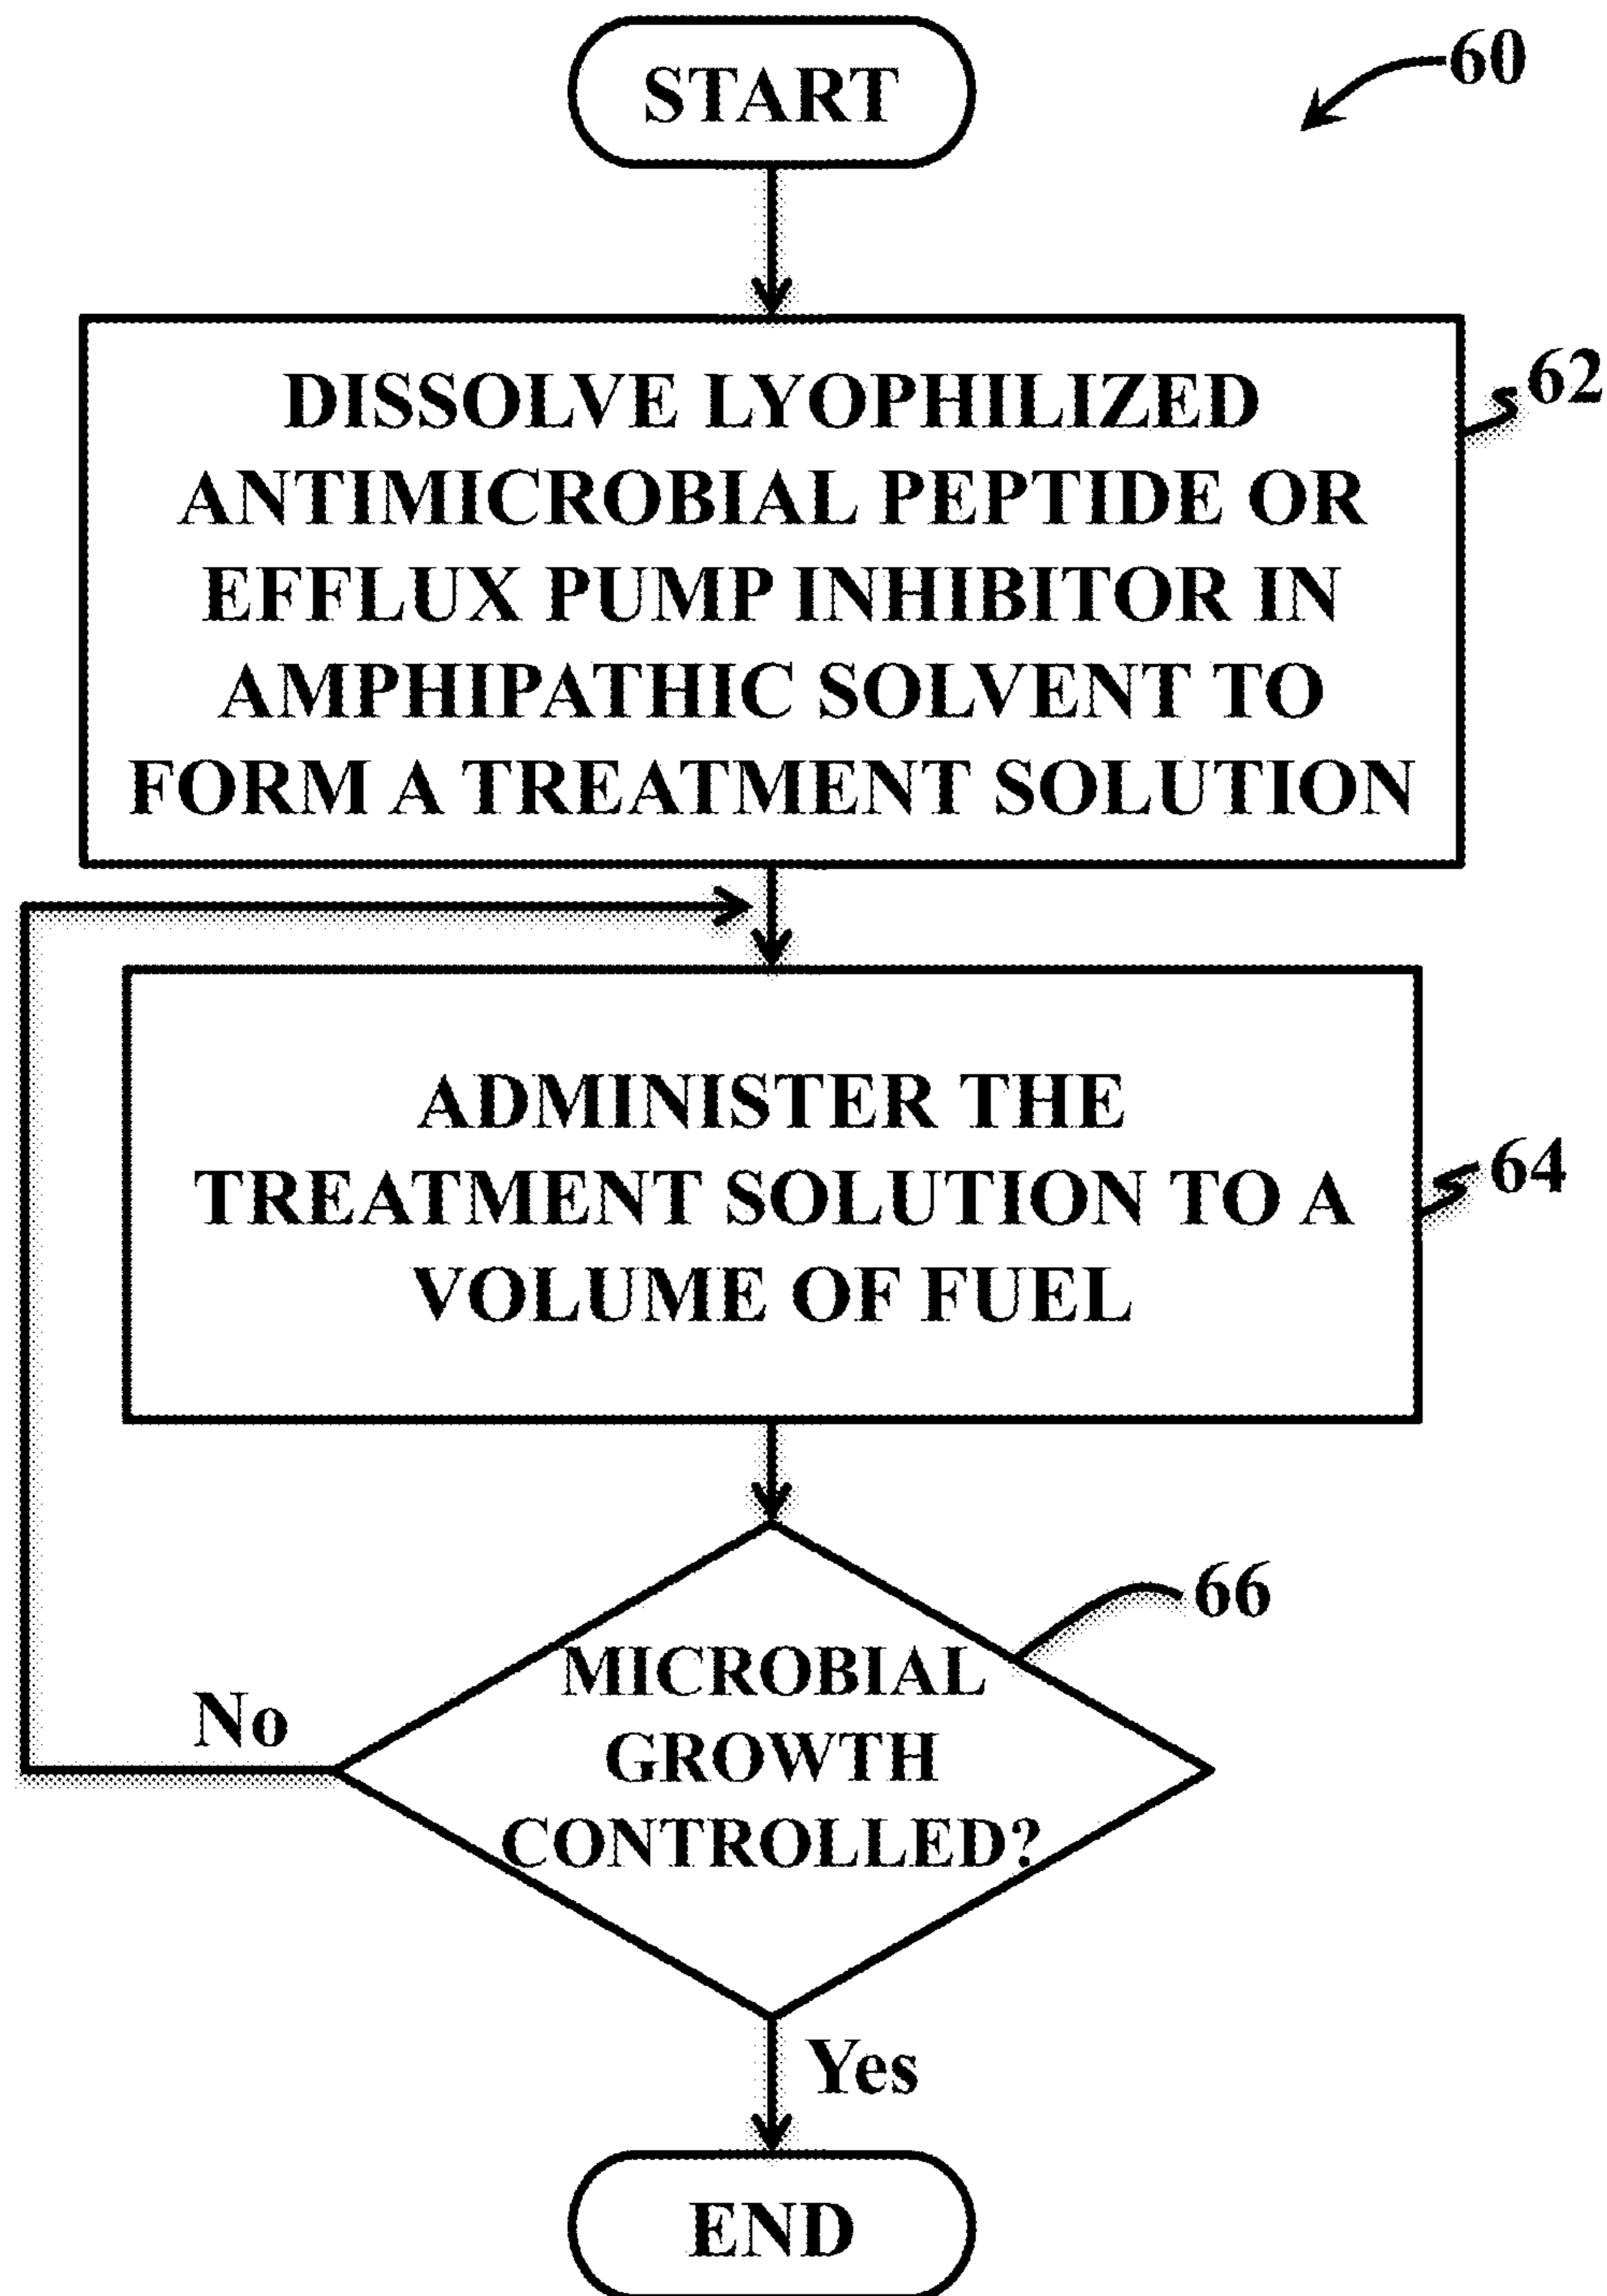 START
60
DISSOLVE LYOPHILIZED
62
ANTIMICROBIAL PEPTIDE OR
EFFLUX PUMP INHIBITOR IN
AMPHIPATHIC SOLVENT TO
FORM A TREATMENT SOLUTION
ADMINISTER THE
TREATMENT SOLUTION TO A
64
VOLUME OF FUEL
66
MICROBIAL
GROWTH
CONTROLLED?
No
Yes
END